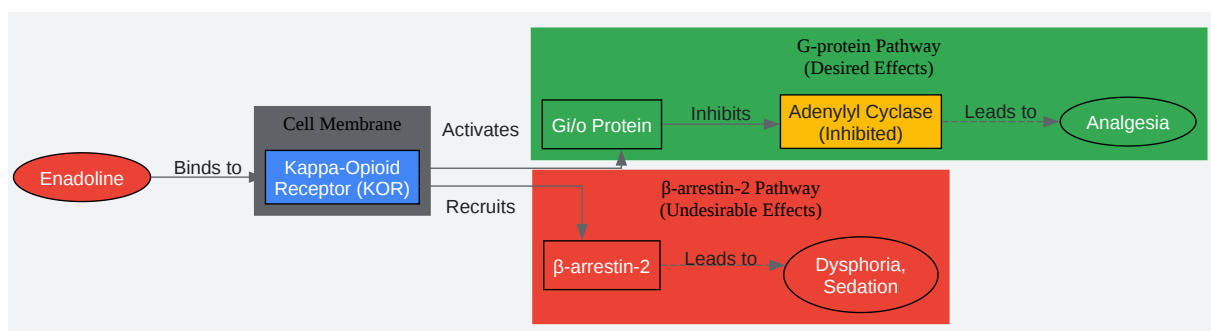 G-protein Pathway
(Desired Effects)
Cell Membrane
Activates
Gi/o Protein
Inhibits
Adenylyl Cyclase
(Inhibited)
Leads to
Analgesia
Enadoline
Binds to
Kappa-Opioid
Receptor (KOR)
Recruits
β-arrestin-2 Pathway
(Undesirable Effects)
β-arrestin-2
Leads to
Dysphoria,
Sedation